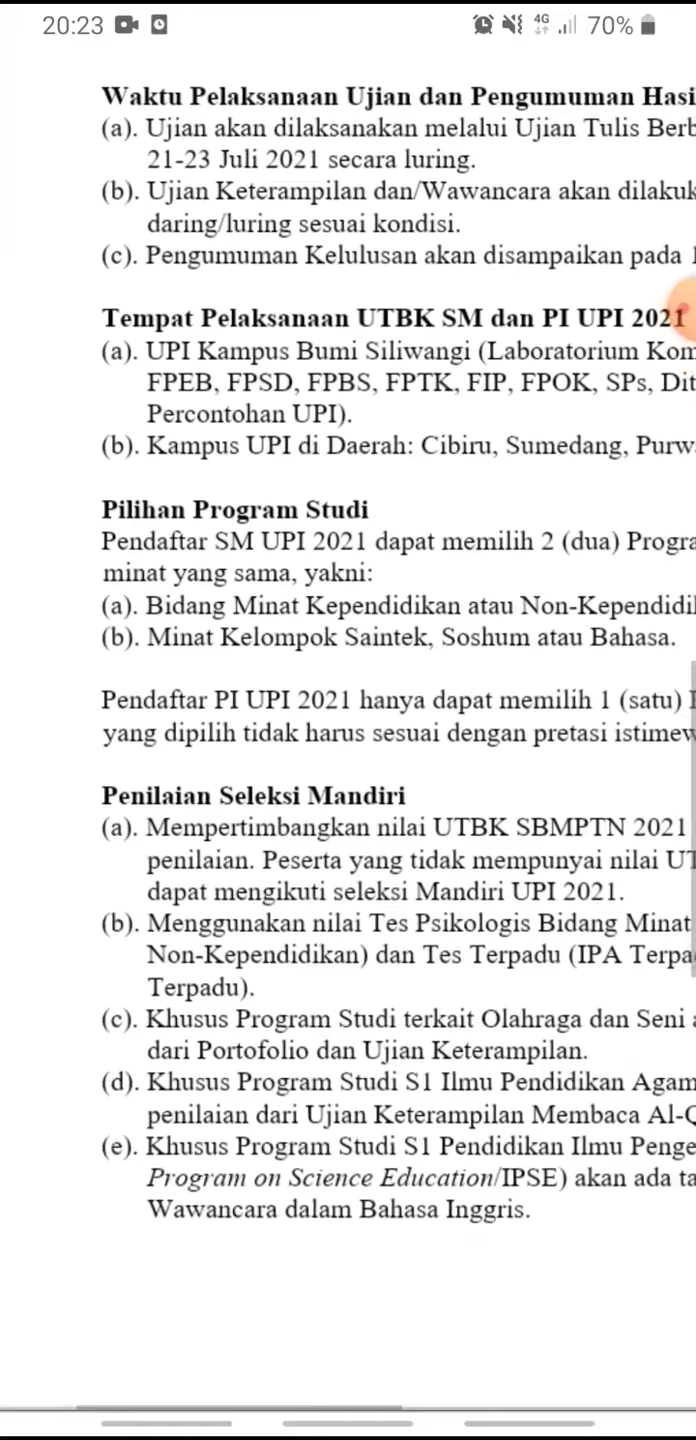 20:23
4G
70%
Waktu Pelaksanaan Ujian dan Pengumuman Hasi
(a). Ujian akan dilaksanakan melalui Ujian Tulis Berb
21-23 Juli 2021 secara luring.
(b). Ujian Keterampilan dan/Wawancara akan dilakuk
daring/luring sesuai kondisi.
(c). Pengumuman Kelulusan akan disampaikan pada 1
Tempat Pelaksanaan UTBK SM dan PI UPI 2021
(a). UPI Kampus Bumi Siliwangi (Laboratorium Kom
FPEB, FPSD, FPBS, FPTK, FIP, FPOK, SPs, Dit
Percontohan UPI).
(b). Kampus UPI di Daerah: Cibiru, Sumedang, Purw
Pilihan Program Studi
Pendaftar SM UPI 2021 dapat memilih 2 (dua) Progra
minat yang sama, yakni:
(a). Bidang Minat Kependidikan atau Non-Kependidil
(b). Minat Kelompok Saintek, Soshum atau Bahasa.
Pendaftar PI UPI 2021 hanya dapat memilih 1 (satu)
yang dipilih tidak harus sesuai dengan pretasi istimew
Penilaian Seleksi Mandiri
(a). Mempertimbangkan nilai UTBK SBMPTN 2021
penilaian. Peserta yang tidak mempunyai nilai UT
dapat mengikuti seleksi Mandiri UPI 2021.
(b). Menggunakan nilai Tes Psikologis Bidang Minat
Non-Kependidikan) dan Tes Terpadu (IPA Terpa
Terpadu).
(c). Khusus Program Studi terkait Olahraga dan Seni a
dari Portofolio dan Ujian Keterampilan.
(d). Khusus Program Studi S1 Ilmu Pendidikan Agam
penilaian dari Ujian Keterampilan Membaca Al-Q
(e). Khusus Program Studi S1 Pendidikan Ilmu Penge
Program on Science Education/IPSE) akan ada ta
Wawancara dalam Bahasa Inggris.